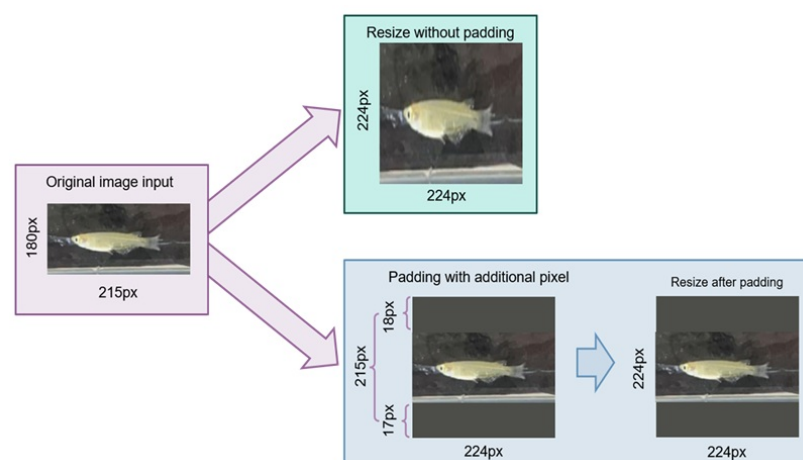 Resize without padding
224px
224px
Original image input
180px
215px
Padding with additional pixel
18px
215px
17px
224px
Resize after padding
224px
224px